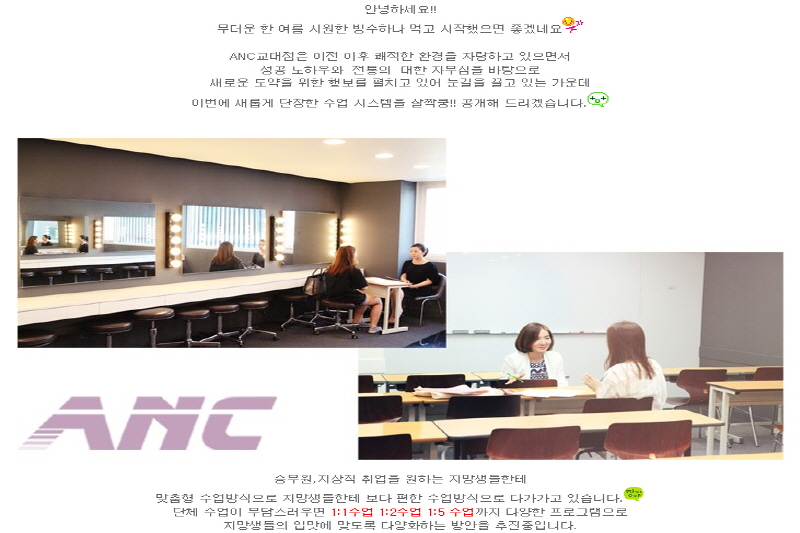 안녕하세요!!
무더운 한 여름 시원한 빙수하나 먹고 시작했으면 좋겠네요
ANC교대점은 이전 이후 쾌적한 환경을 자랑하고 있으면서
성공 노하우와 전통의 대한 자부심을 바탕으로
새로운 도약을 위한 행보를 펼치고 있어 눈길을 끌고 있는 가운데
이번에 새롭게 단장한 수업 시스템을 살짝쿵!! 공개해 드리겠습니다.
ANC
승무원,지상직 취업을 원하는 지망생들한테
맞춤형 수업방식으로 지망생들한테 보다 편한 수업방식으로 다가가고 있습니다.
단체 수업이 부담스러우면 1:1수업 1:2수업 1:5 수업까지 다양한 프로그램으로
지망생들의 입맛에 맞도록 다양화하는 방안을 추진중입니다.